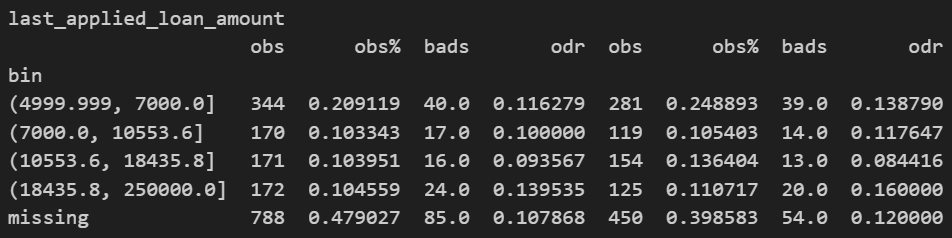 last_applied_loan_amount
obs obs% bads odr obs obs% bads odr
bin
(4999.999, 7000.0] 344 0.209119 40.0 0.116279 281 0.248893 39.0 0.138790
(7000.0, 10553.6] 170 0.103343 17.0 0.100000 119 0.105403 14.0 0.117647
(10553.6, 18435.8] 171 0.103951 16.0 0.093567 154 0.136404 13.0 0.084416
(18435.8, 250000.0] 172 0.104559 24.0 0.139535 125 0.110717 20.0 0.160000
missing 788 0.479027 85.0 0.107868 450 0.398583 54.0 0.120000